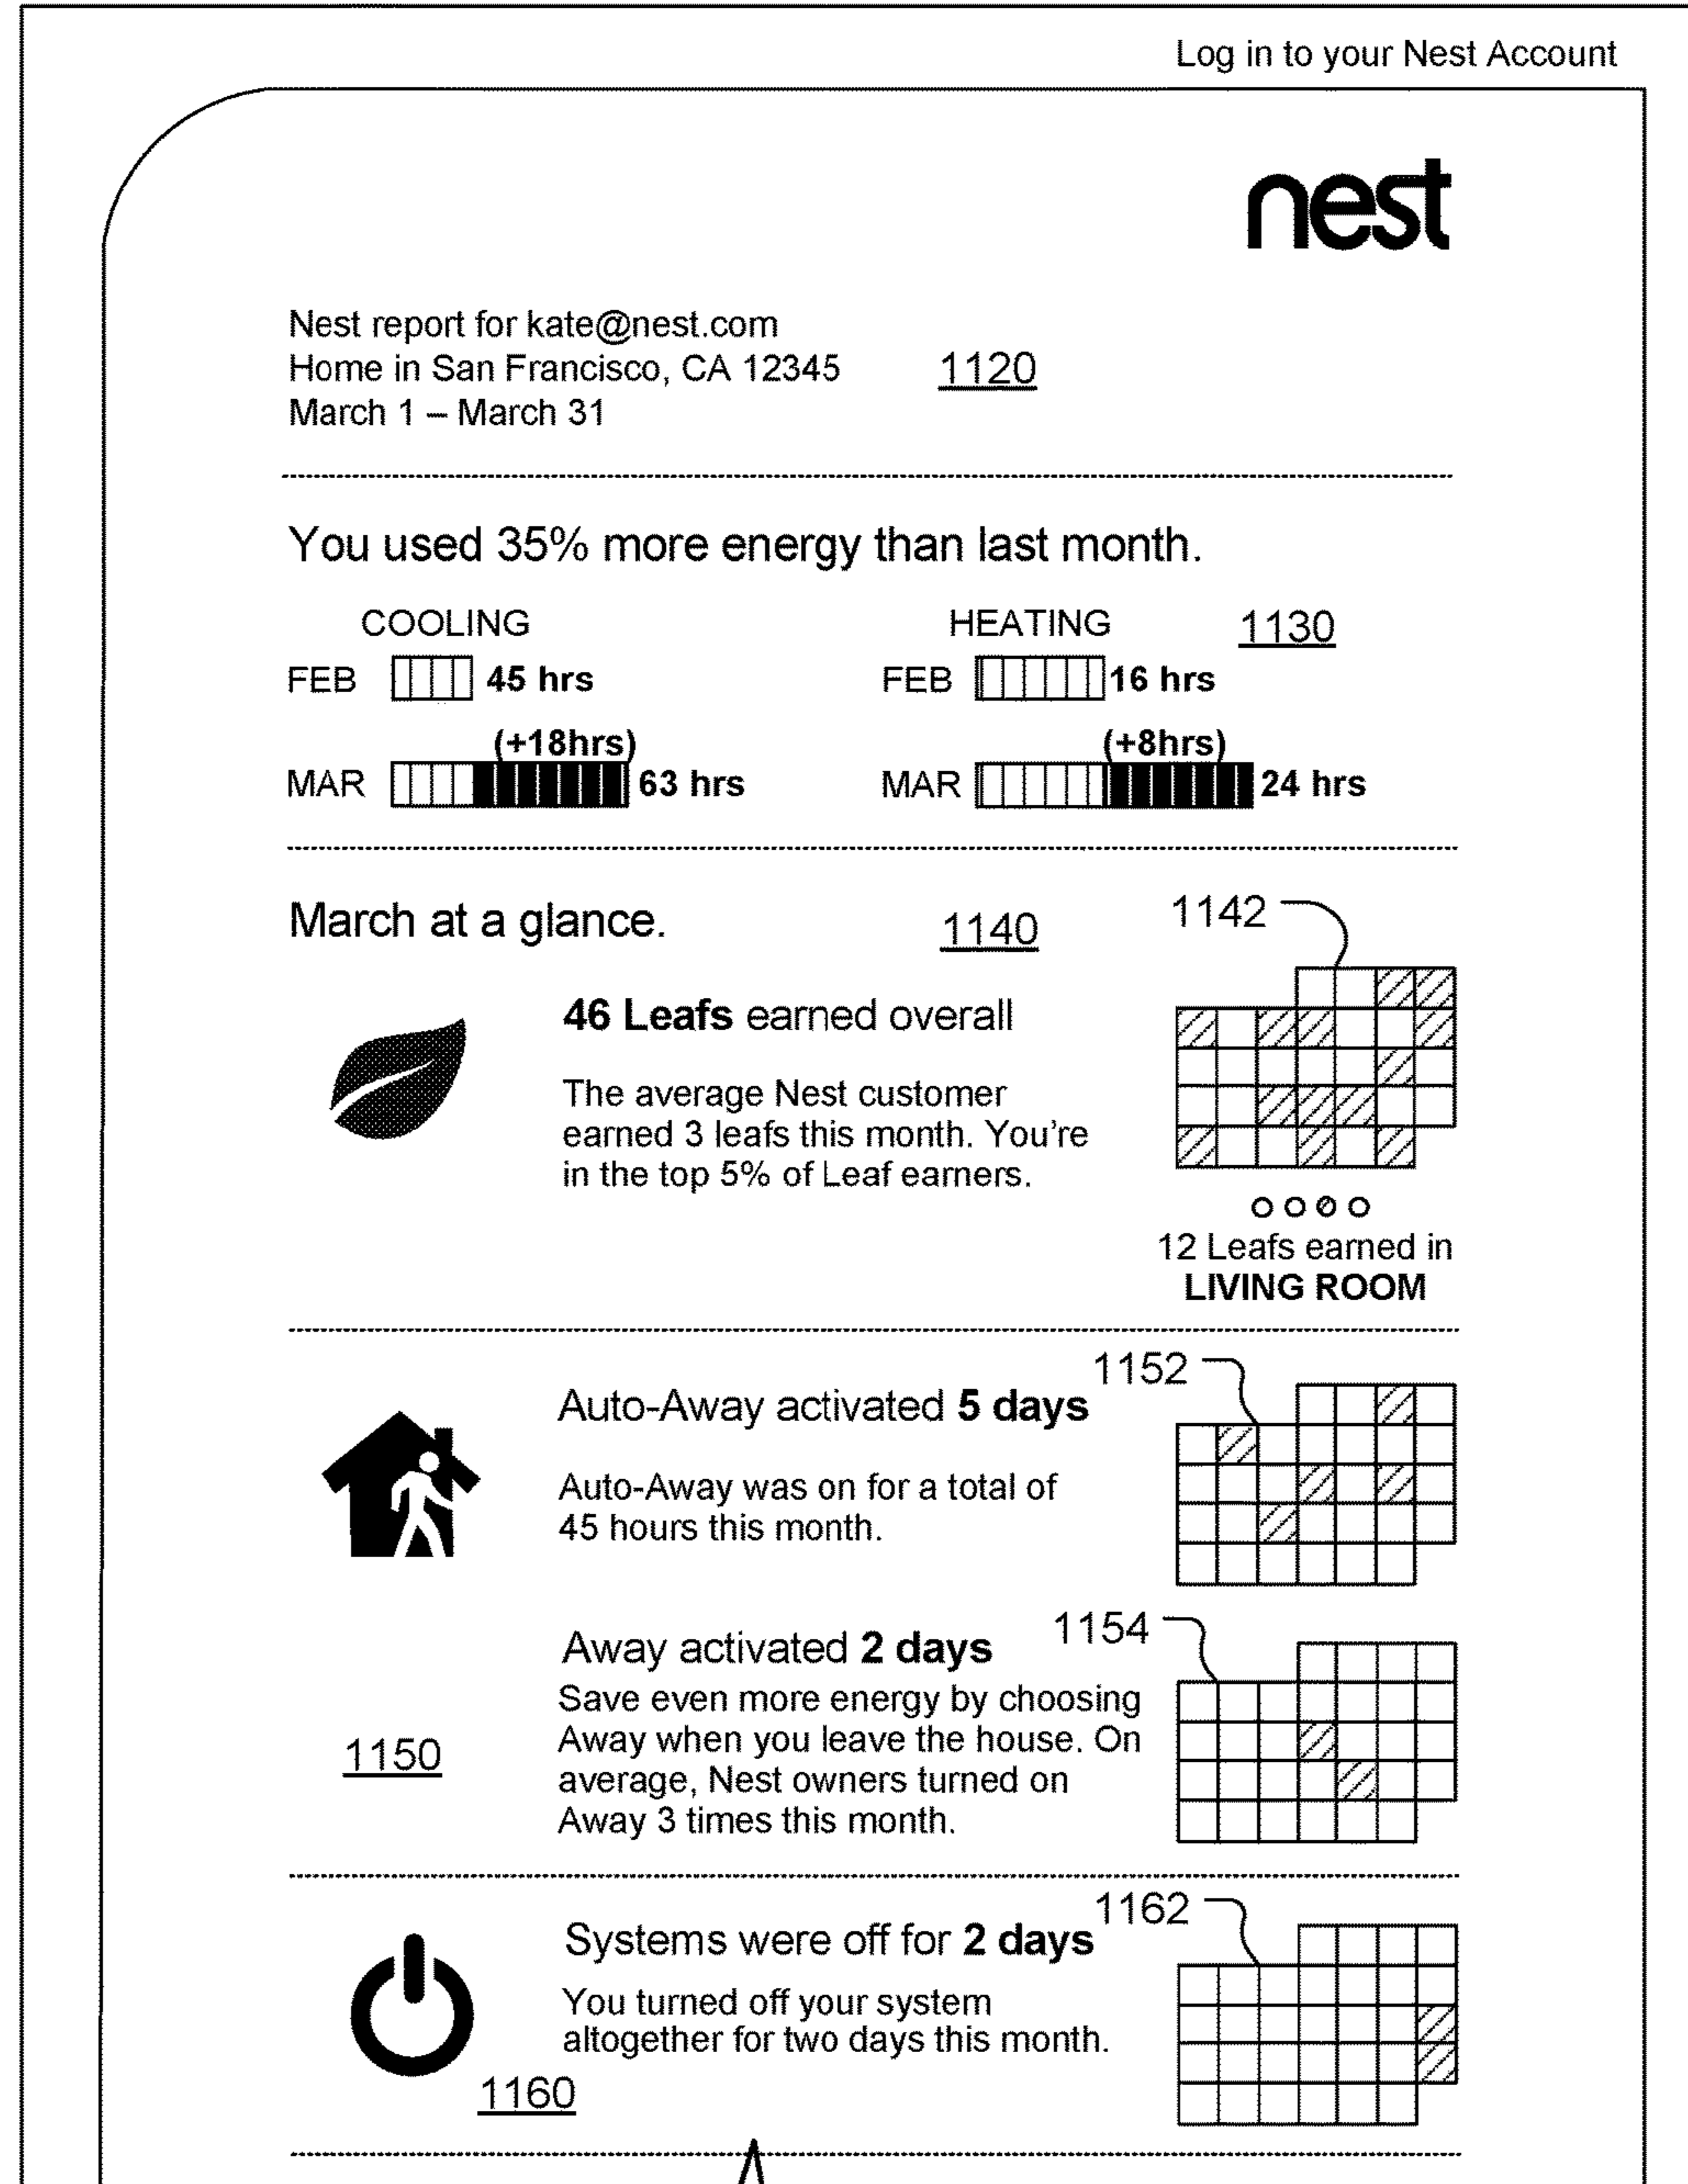 Log in to your Nest Account
nest
Nest report for kate@nest.com
Home in San Francisco, CA 12345
1120
March 1 – March 31
You used 35% more energy than last month.
COOLING
HEATING
1130
FEB
45 hrs
FEB
16 hrs
(+18hrs)
(+8hrs)
MAR
63 hrs
MAR
24 hrs
March at a glance.
1140
1142
46 Leafs earned overall
The average Nest customer
earned 3 leafs this month. You're
in the top 5% of Leaf earners.
12 Leafs earned in
LIVING ROOM
1152
Auto-Away activated 5 days
Auto-Away was on for a total of
45 hours this month.
1154
Away activated 2 days
Save even more energy by choosing
Away when you leave the house. On
average, Nest owners turned on
Away 3 times this month.
1150
1162
Systems were off for 2 days
You turned off your system
altogether for two days this month.
1160